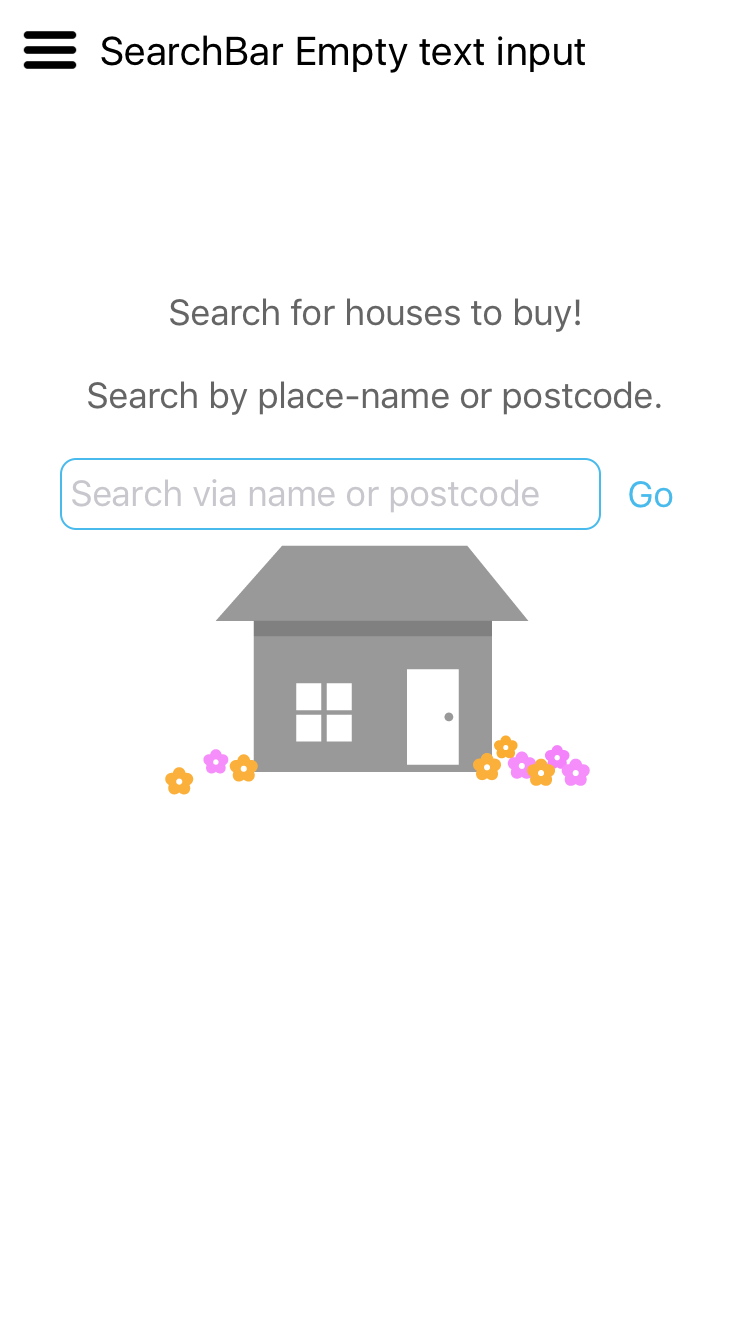 SearchBar Empty text input
Search for houses to buy!
Search by place-name or postcode.
Search via name or postcode
Go